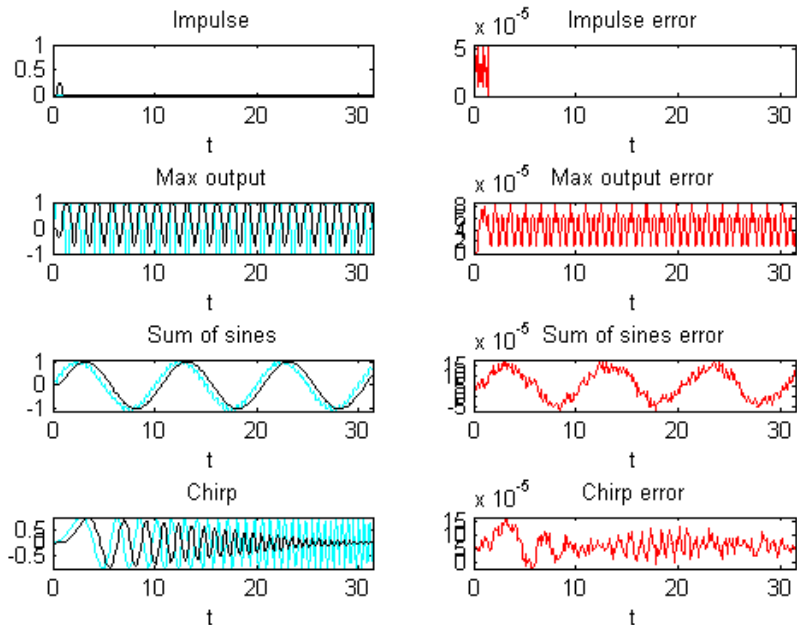 Impulse
1
0.5
0
0 10 20 30
t
Impulse error
x 10^-5
5
0
0 10 20 30
t
Max output
1
0
-1
0 10 20 30
t
Max output error
x 10^-5
8
6
4
2
0
0 10 20 30
t
Sum of sines
1
0
-1
0 10 20 30
t
Sum of sines error
x 10^-5
15
10
5
0
-5
0 10 20 30
t
Chirp
0.5
0
-0.5
0 10 20 30
t
Chirp error
x 10^-5
15
10
5
0
0 10 20 30
t